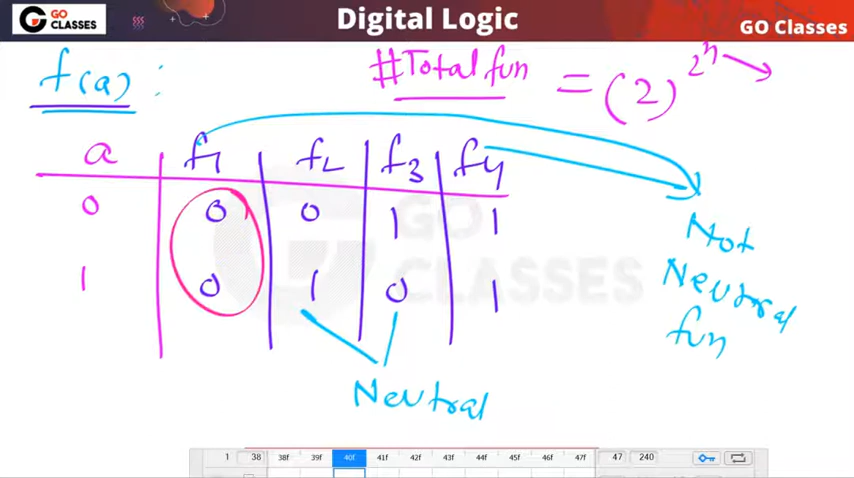 GO
CLASSES
Digital Logic
GO Classes
f(a) :
#Total fun = (2)^2^n
a f1 f2 f3 f4
0 0 0 1 1
1 0 1 0 1
Not
Neutral
fun
Neutral
GO
CLASSES
1 38 38f 39f 40f 41f 42f 43f 44f 45f 46f 47f 47 240